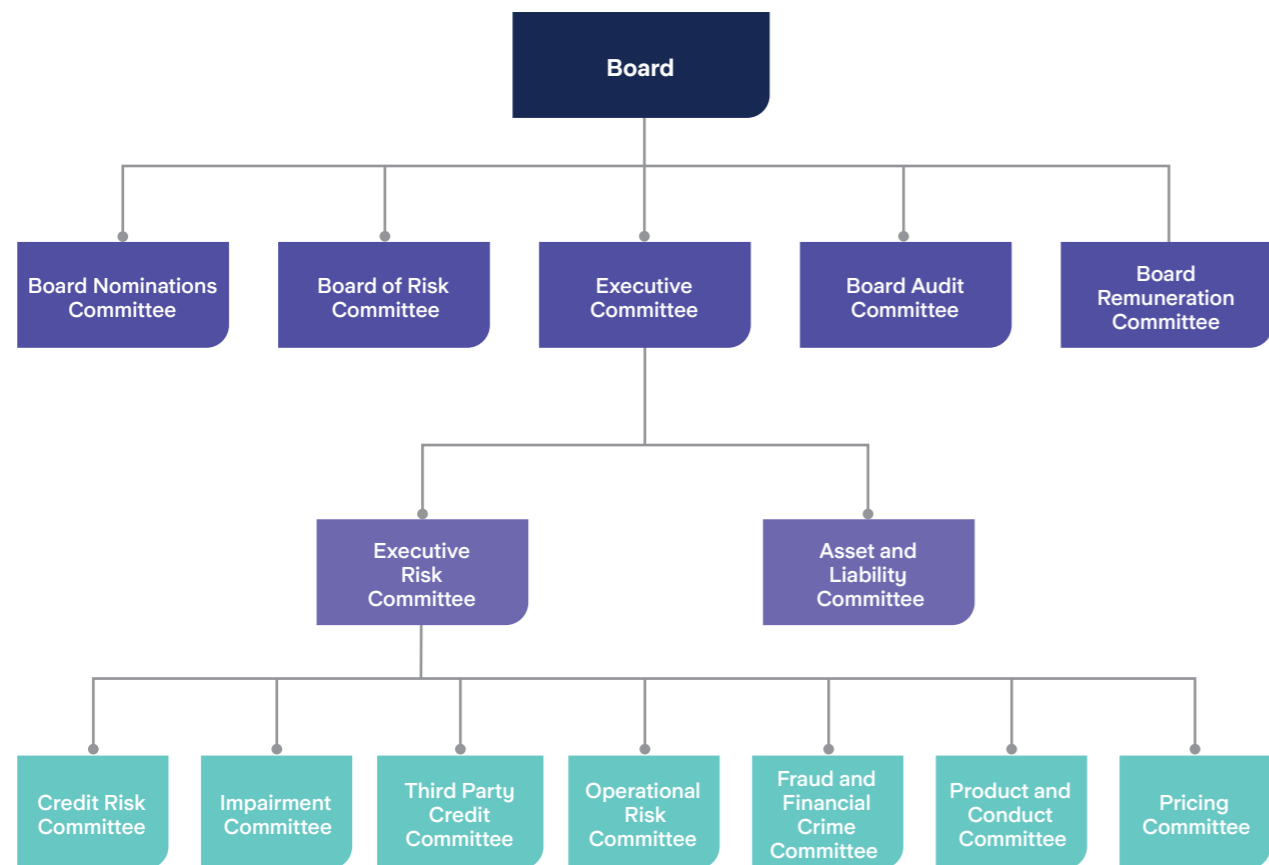 Board
Board Nominations
Committee
Board of Risk
Committee
Executive
Committee
Board Audit
Committee
Board
Remuneration
Committee
Executive
Risk
Committee
Asset and
Liability
Committee
Credit Risk
Committee
Impairment
Committee
Third Party
Credit
Committee
Operational
Risk
Committee
Fraud and
Financial
Crime
Committee
Product and
Conduct
Committee
Pricing
Committee